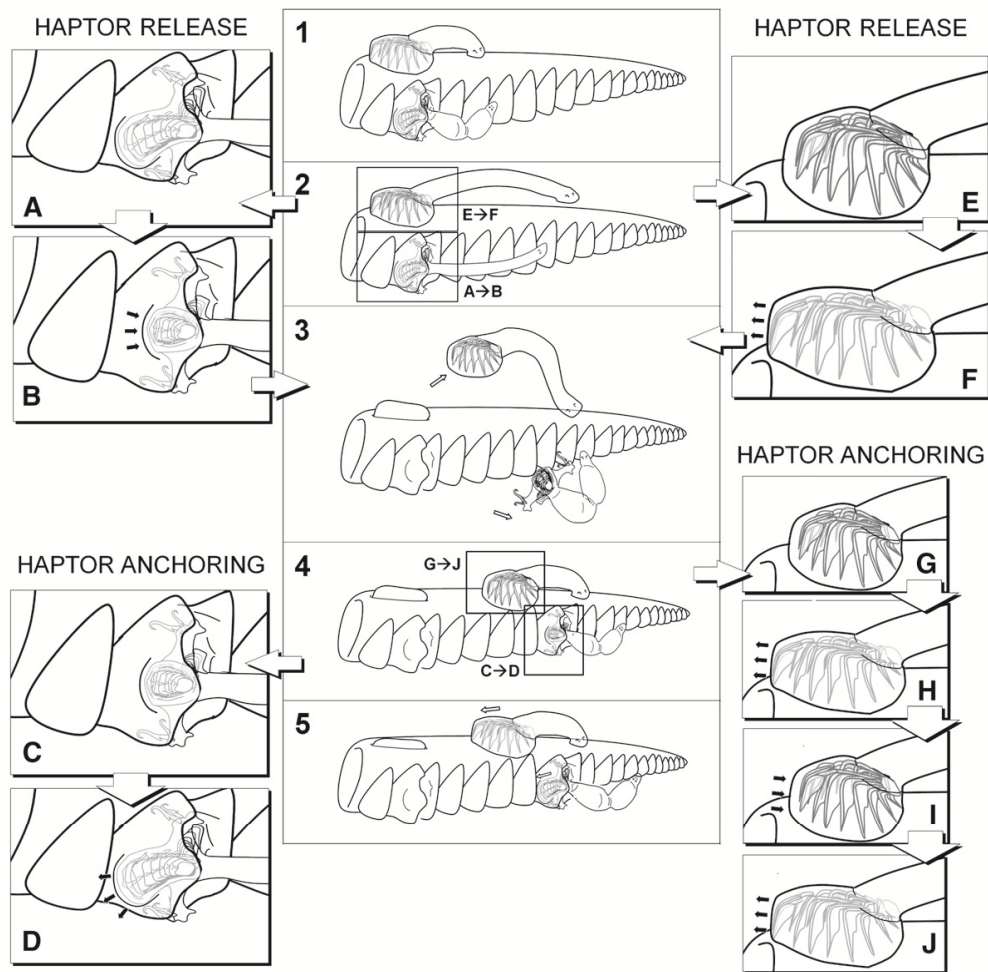 HAPTOR RELEASE
A
B
HAPTOR ANCHORING
C
D
1
2
E→F
A→B
3
4
G→J
C→D
5
HAPTOR RELEASE
E
F
HAPTOR ANCHORING
G
H
I
J